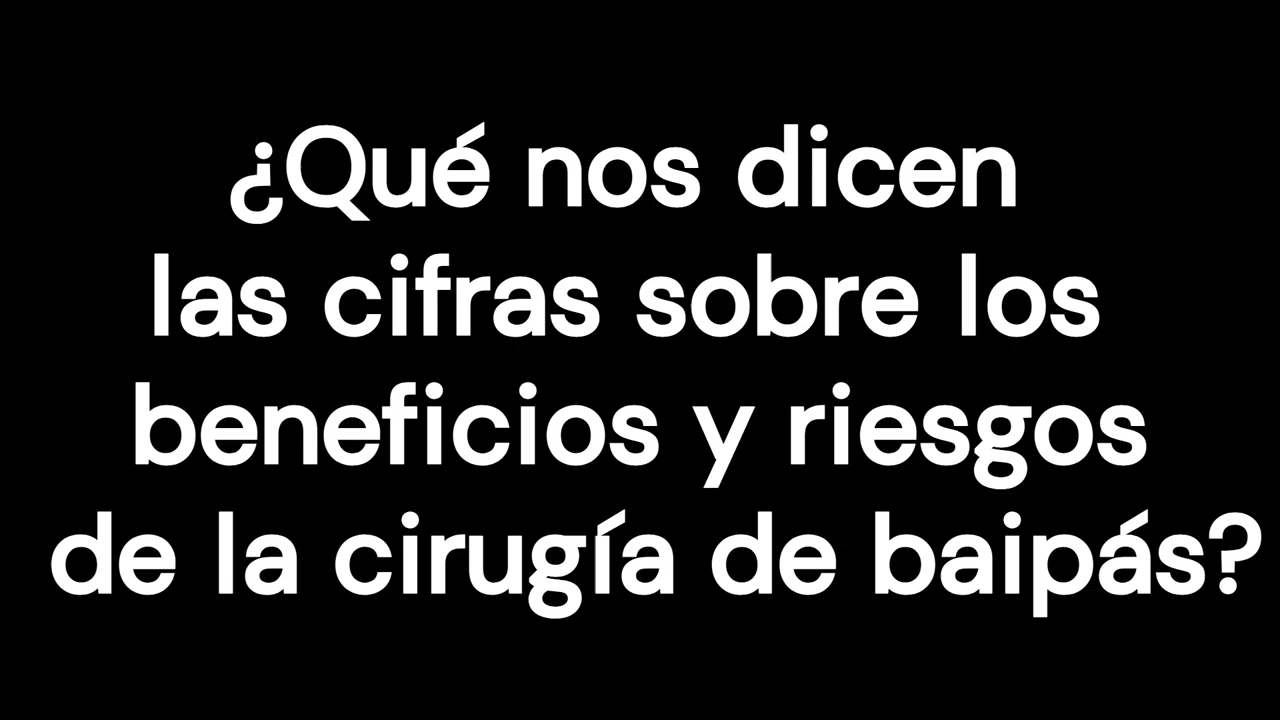 ¿Qué nos dicen
las cifras sobre los
beneficios y riesgos
de la cirugía de baipás?